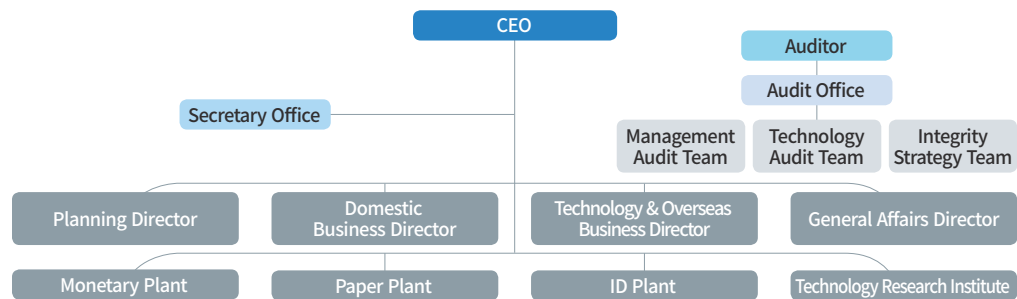 CEO
Auditor
Audit Office
Secretary Office
Management
Audit Team
Technology
Audit Team
Integrity
Strategy Team
Planning Director
Domestic
Business Director
Technology & Overseas
Business Director
General Affairs Director
Monetary Plant
Paper Plant
ID Plant
Technology Research Institute